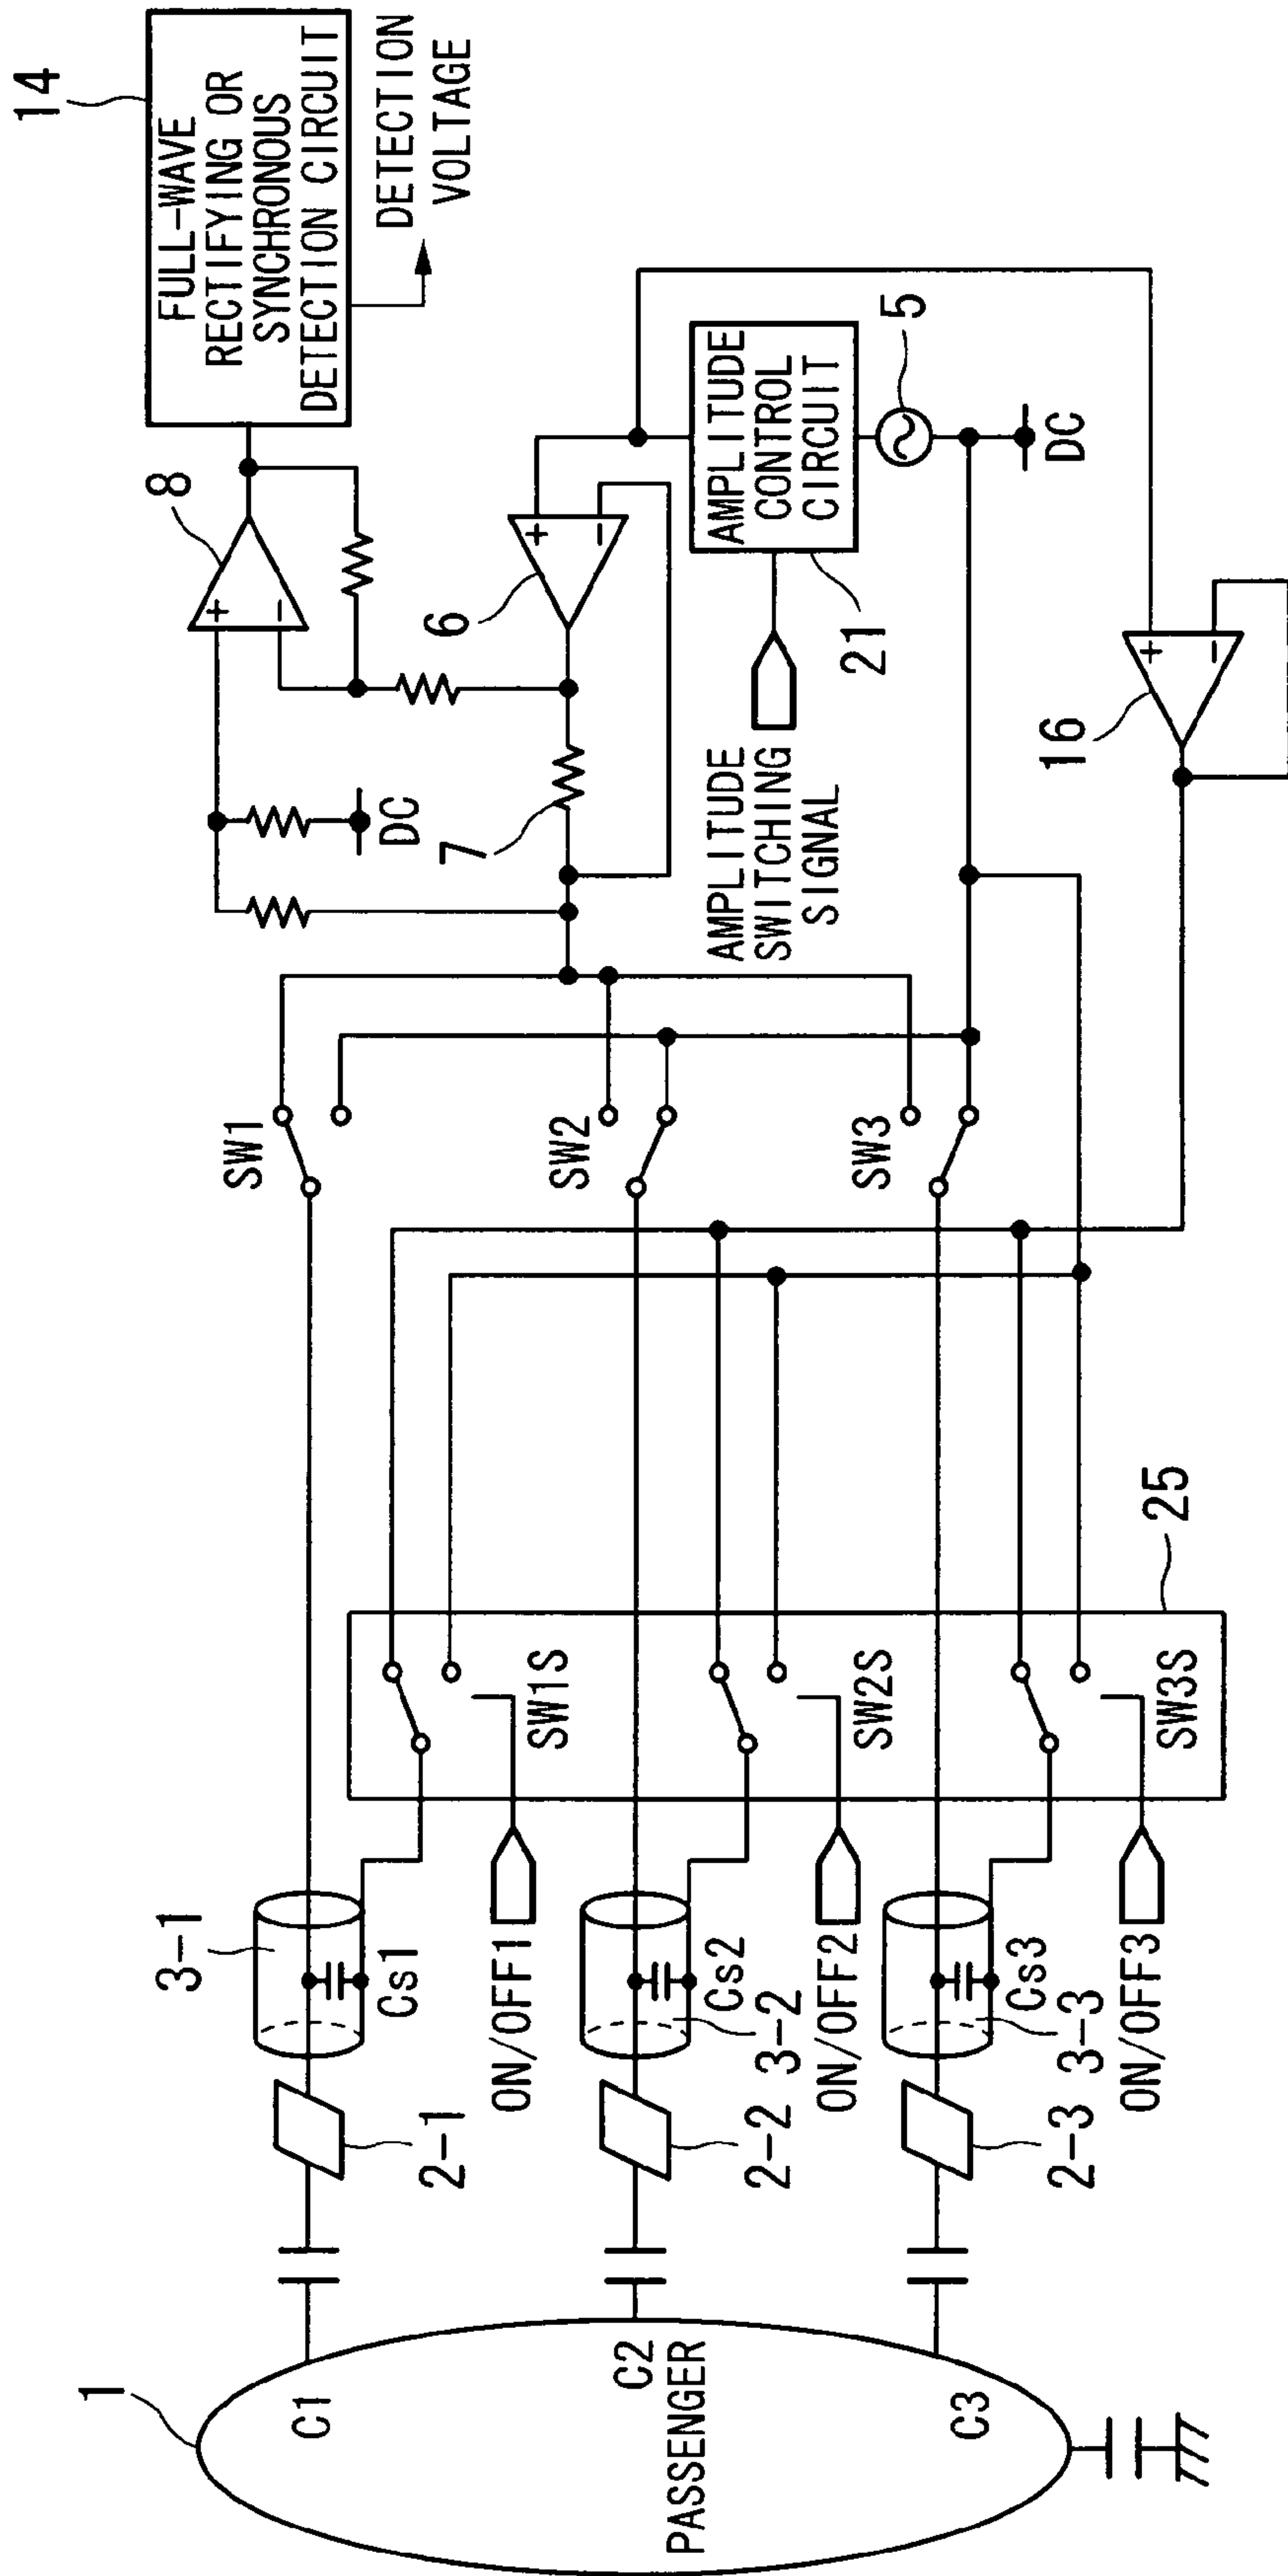 14
FULL-WAVE
RECTIFYING OR
SYNCHRONOUS
DETECTION CIRCUIT
DETECTION
VOLTAGE
8
+
−
6
+
−
7
DC
AMPLITUDE
CONTROL
CIRCUIT
21
5
DC
AMPLITUDE
SWITCHING
SIGNAL
16
+
−
SW1
SW2
SW3
25
SW1S
SW2S
SW3S
3-1
Cs1
ON/OFF1
2-1
Cs2
3-2
ON/OFF2
2-2
Cs3
3-3
ON/OFF3
2-3
1
C1
C2
PASSENGER
C3